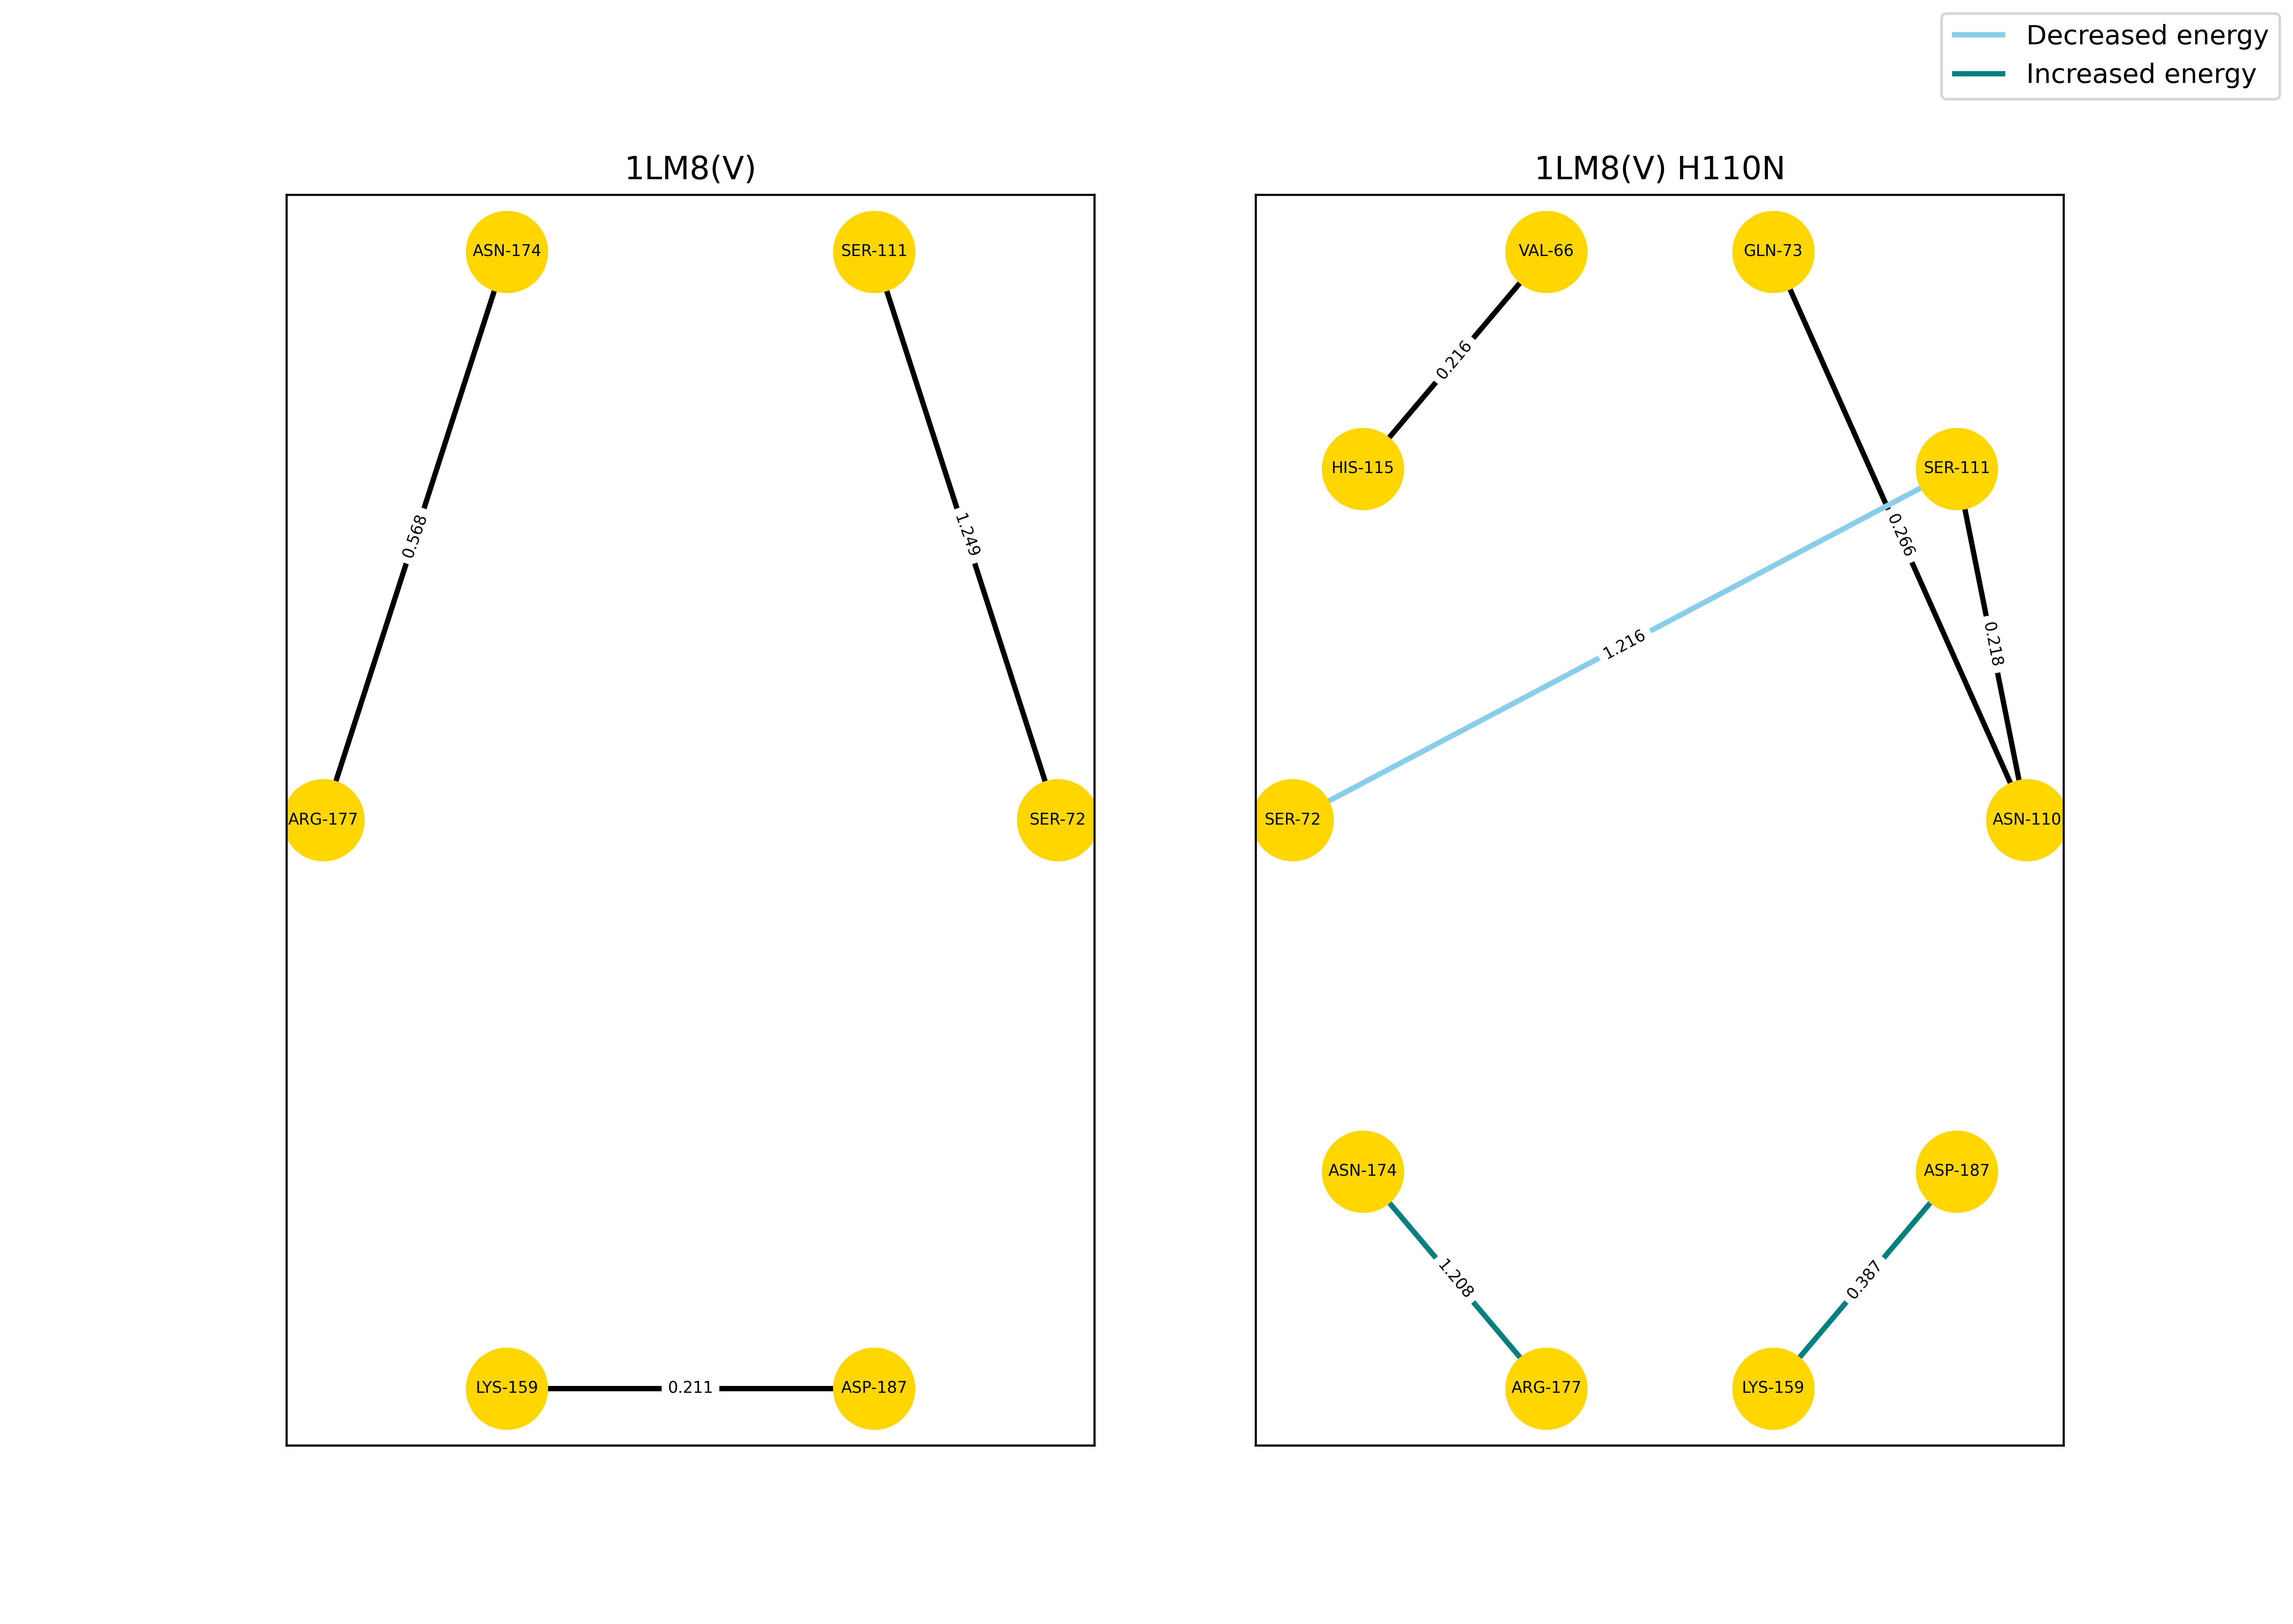 Decreased energy
Increased energy
1LM8(V)
ASN-174
SER-111
0.568
1.249
ARG-177
SER-72
LYS-159
0.211
ASP-187
1LM8(V) H110N
VAL-66
GLN-73
0.216
HIS-115
SER-111
0.266
1.216
0.218
SER-72
ASN-110
ASN-174
ASP-187
1.208
0.387
ARG-177
LYS-159